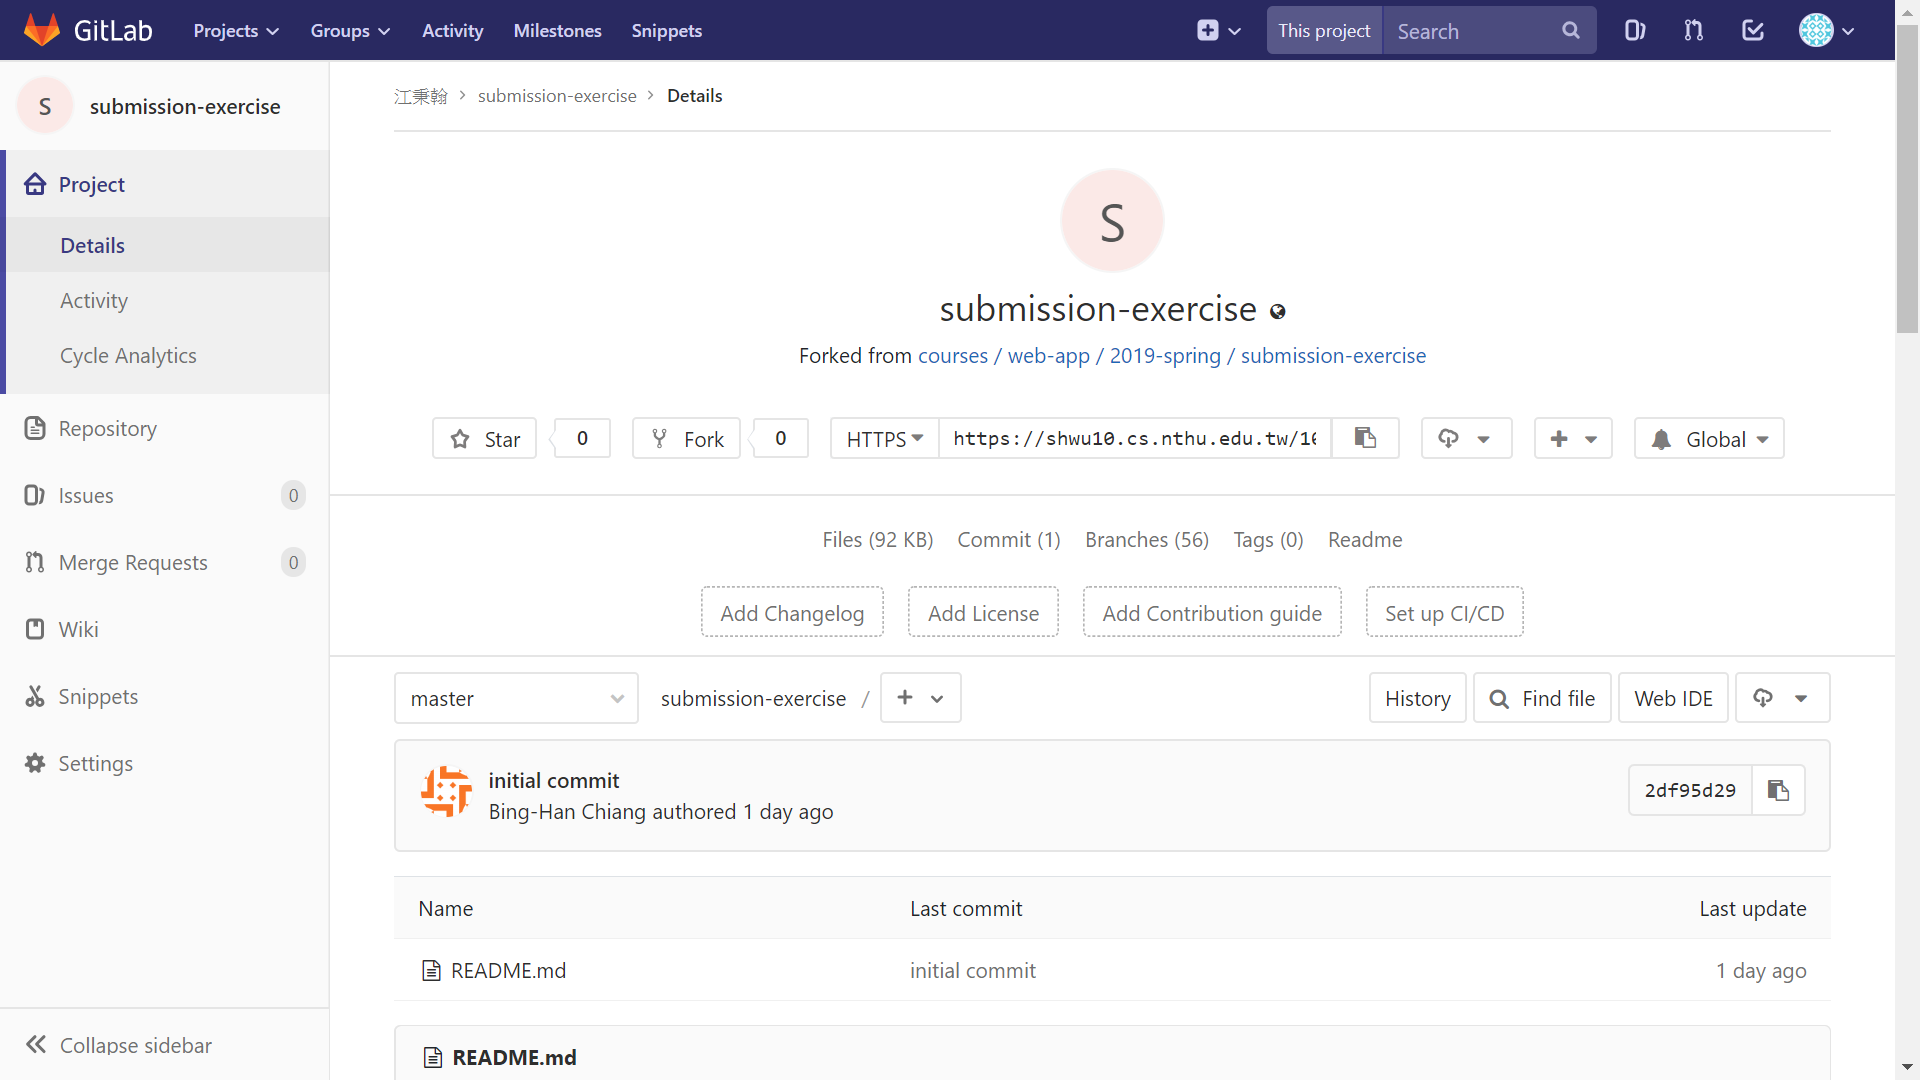 GitLab Projects Groups Activity Milestones Snippets This project Search
S submission-exercise
江秉翰 > submission-exercise > Details
Project
Details
Activity
Cycle Analytics
Repository
Issues 0
Merge Requests 0
Wiki
Snippets
Settings
Collapse sidebar
S
submission-exercise
Forked from courses / web-app / 2019-spring / submission-exercise
Star 0 Fork 0 HTTPS https://shwu10.cs.nthu.edu.tw/10 Global
Files (92 KB) Commit (1) Branches (56) Tags (0) Readme
Add Changelog Add License Add Contribution guide Set up CI/CD
master submission-exercise / + History Find file Web IDE
initial commit
Bing-Han Chiang authored 1 day ago
2df95d29
Name Last commit Last update
README.md initial commit 1 day ago
README.md